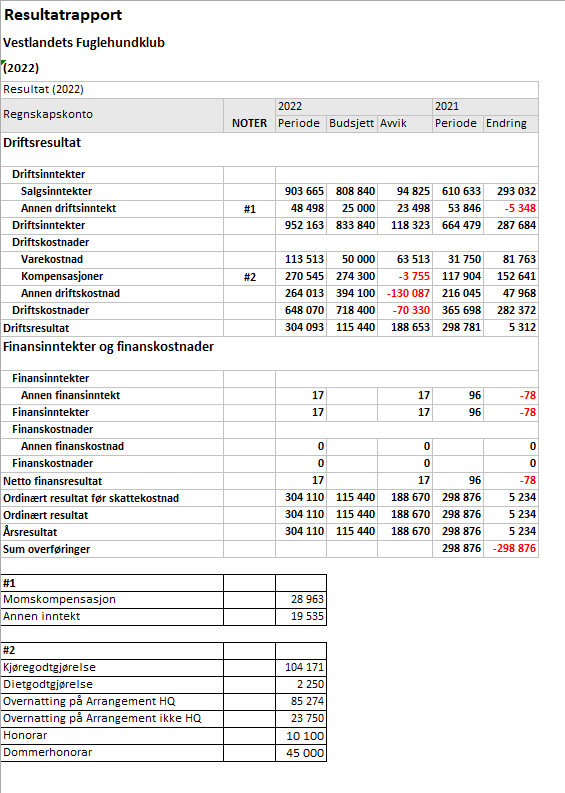 Resultatrapport
Vestlandets Fuglehundklub
(2022)
Resultat (2022)
Regnskapskonto NOTER 2022 2021
Periode Budsjett Avvik Periode Endring
Driftsresultat
Driftsinntekter
Salgsinntekter 903 665 808 840 94 825 610 633 293 032
Annen driftsinntekt #1 48 498 25 000 23 498 53 846 -5 348
Driftsinntekter 952 163 833 840 118 323 664 479 287 684
Driftskostnader
Varekostnad 113 513 50 000 63 513 31 750 81 763
Kompensasjoner #2 270 545 274 300 -3 755 117 904 152 641
Annen driftskostnad 264 013 394 100 -130 087 216 045 47 968
Driftskostnader 648 070 718 400 -70 330 365 698 282 372
Driftsresultat 304 093 115 440 188 653 298 781 5 312
Finansinntekter og finanskostnader
Finansinntekter
Annen finansinntekt 17 17 96 -78
Finansinntekter 17 17 96 -78
Finanskostnader
Annen finanskostnad 0 0 0
Finanskostnader 0 0 0
Netto finansresultat 17 17 96 -78
Ordinært resultat før skattekostnad 304 110 115 440 188 670 298 876 5 234
Ordinært resultat 304 110 115 440 188 670 298 876 5 234
Årsresultat 304 110 115 440 188 670 298 876 5 234
Sum overføringer 298 876 -298 876
#1
Momskompensasjon 28 963
Annen inntekt 19 535
#2
Kjøregodtgjørelse 104 171
Dietgodtgjørelse 2 250
Overnatting på Arrangement HQ 85 274
Overnatting på Arrangement ikke HQ 23 750
Honorar 10 100
Dommerhonorar 45 000